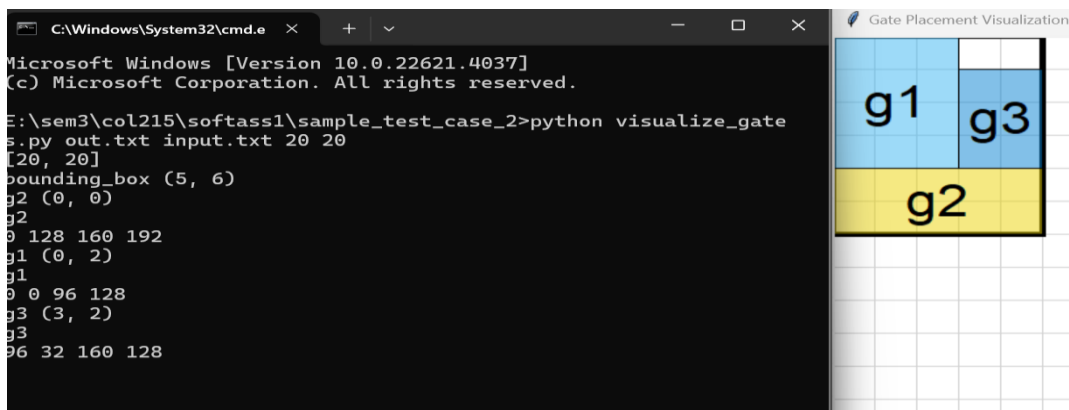 C:\Windows\System32\cmd.e
Microsoft Windows [Version 10.0.22621.4037]
(c) Microsoft Corporation. All rights reserved.
E:\sem3\col215\softass1\sample_test_case_2>python visualize_gate
s.py out.txt input.txt 20 20
[20, 20]
bounding_box (5, 6)
g2 (0, 0)
g2
0 128 160 192
g1 (0, 2)
g1
0 0 96 128
g3 (3, 2)
g3
96 32 160 128
Gate Placement Visualization
g1
g3
g2